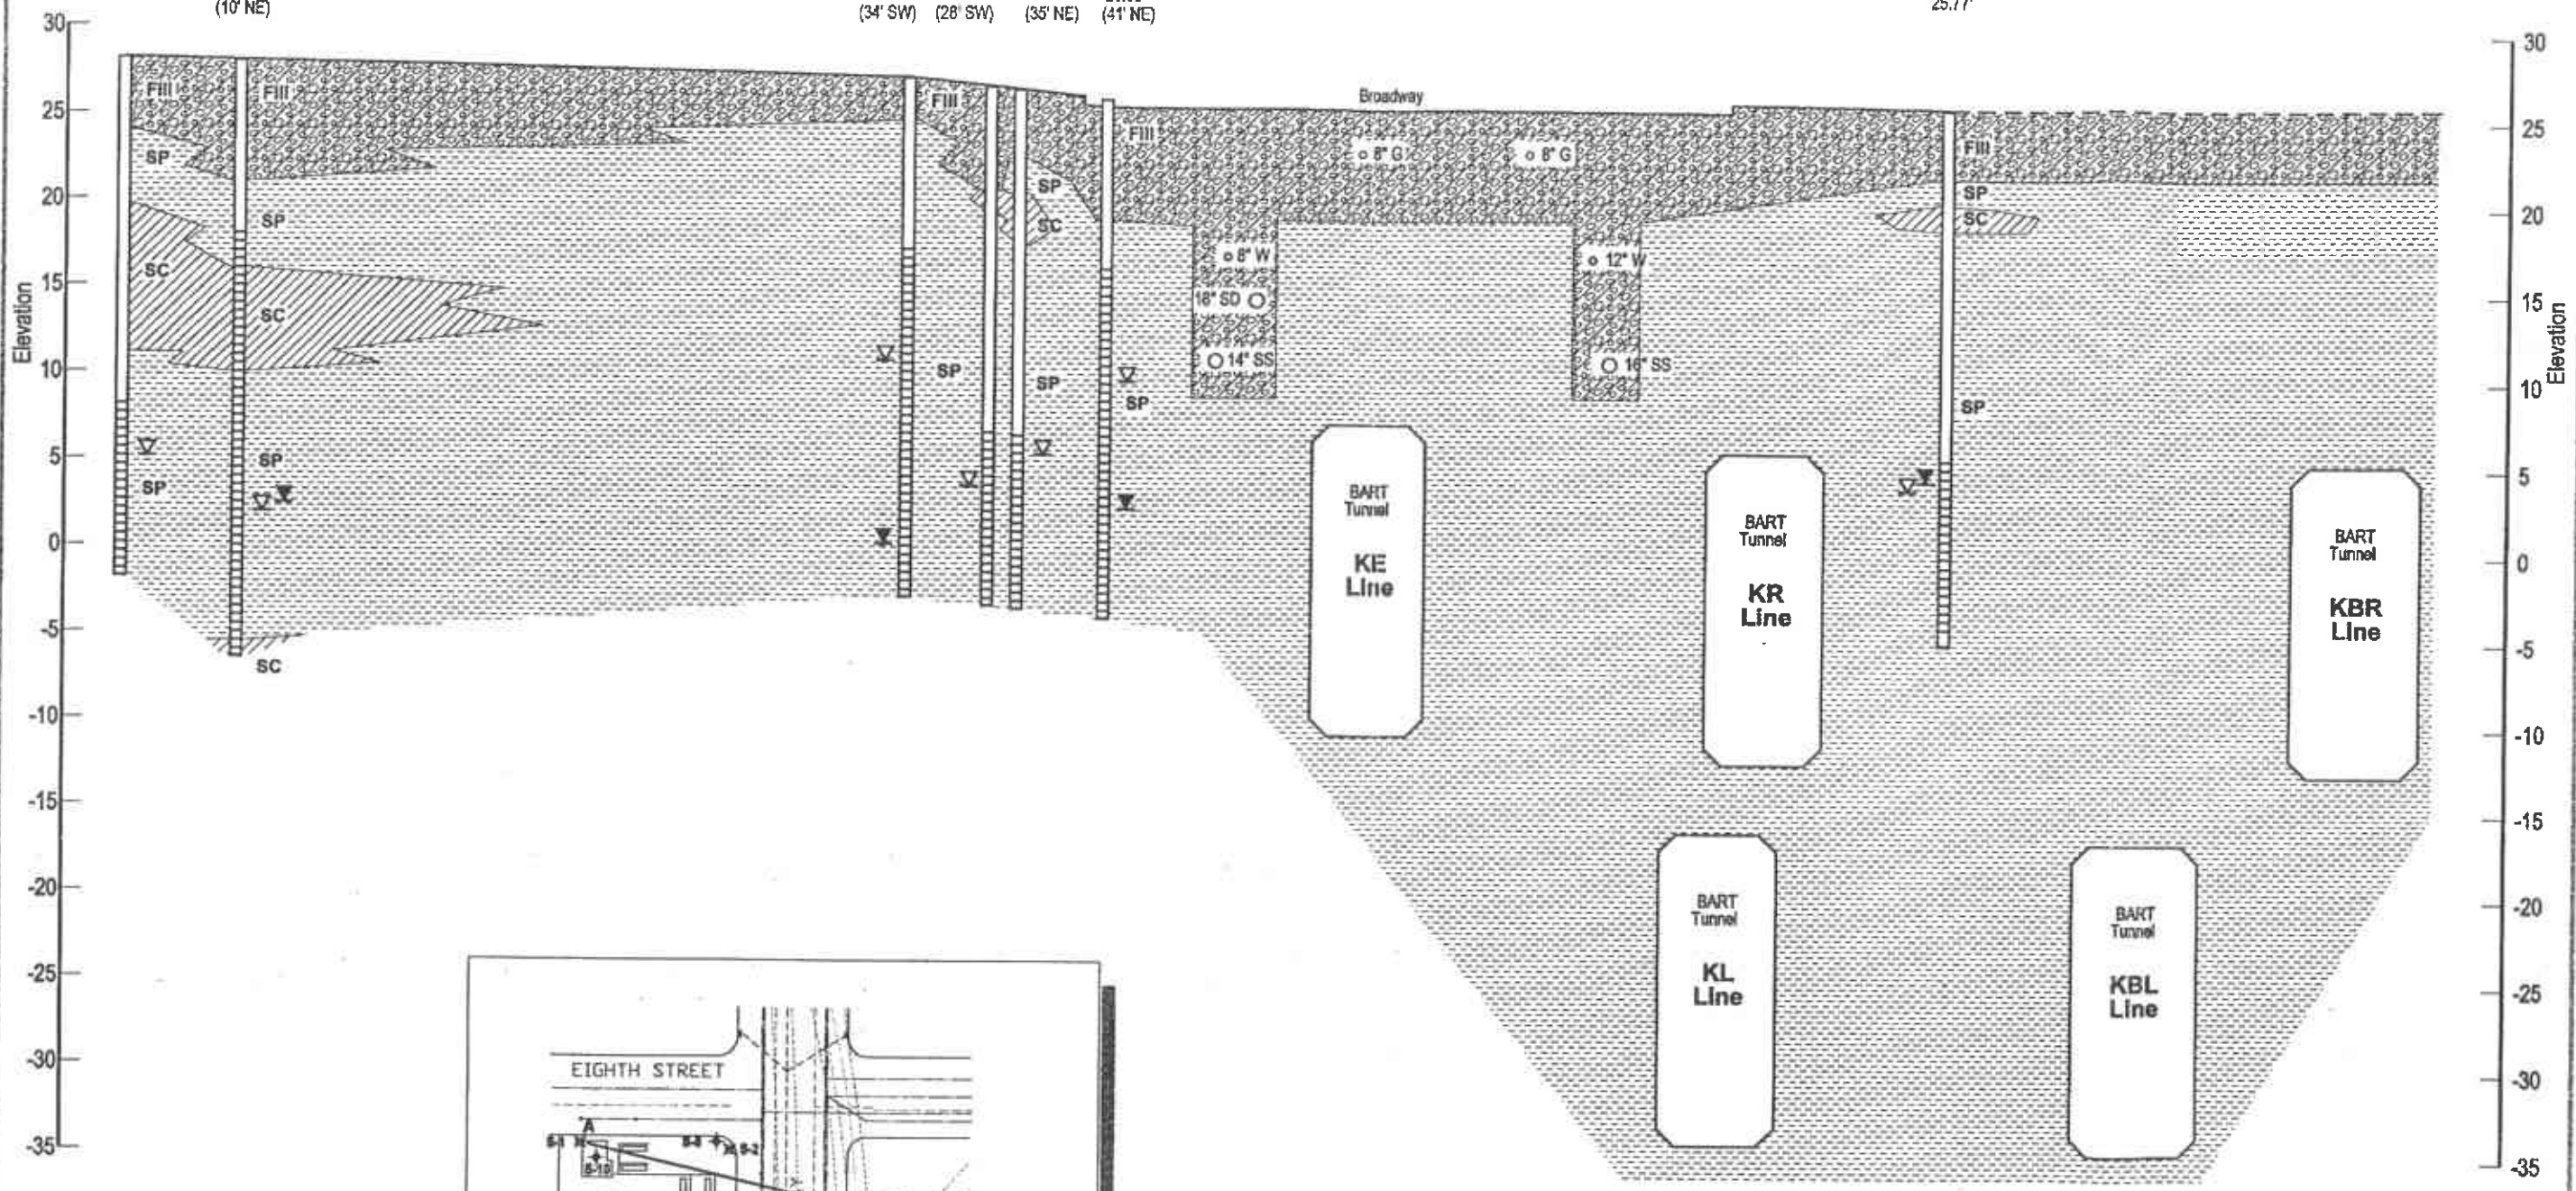 (10' NE)
(34' SW) (28' SW) (35' NE) (41' NE)
25.77'
30
25
20
15
10
5
0
-5
-10
-15
-20
-25
-30
-35
Elevation
Fill
Fill
SP
SP
SC
SC
SP
SP
SC
Fill
SP
SP
SC
SP
Fill
SP
Broadway
8" G
8" G
8" W
18" SD
14" SS
12" W
16" SS
Fill
SP
SC
SP
BART
Tunnel
KE
Line
BART
Tunnel
KR
Line
BART
Tunnel
KBR
Line
BART
Tunnel
KL
Line
BART
Tunnel
KBL
Line
30
25
20
15
10
5
0
-5
-10
-15
-20
-25
-30
-35
Elevation
EIGHTH STREET
A
S-1
S-2
S-10